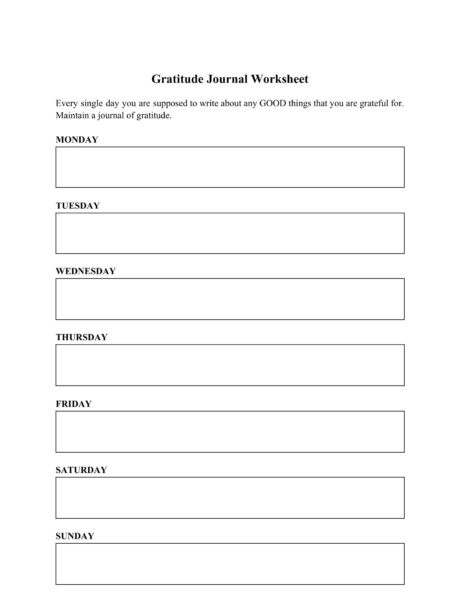 Gratitude Journal Worksheet
Every single day you are supposed to write about any GOOD things that you are grateful for.
Maintain a journal of gratitude.
MONDAY
TUESDAY
WEDNESDAY
THURSDAY
FRIDAY
SATURDAY
SUNDAY